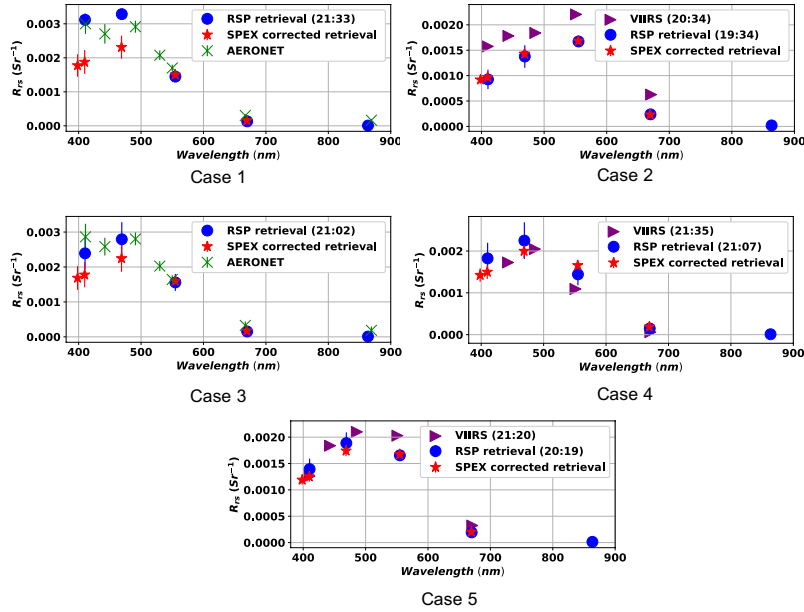 0.003
0.002
0.001
0.000
R_rs (Sr⁻¹)
RSP retrieval (21:33)
SPEX corrected retrieval
AERONET
400 500 600 700 800 900
Wavelength (nm)
Case 1
0.0020
0.0015
0.0010
0.0005
0.0000
R_rs (Sr⁻¹)
VIIRS (20:34)
RSP retrieval (19:34)
SPEX corrected retrieval
400 500 600 700 800 900
Wavelength (nm)
Case 2
0.003
0.002
0.001
0.000
R_rs (Sr⁻¹)
RSP retrieval (21:02)
SPEX corrected retrieval
AERONET
400 500 600 700 800 900
Wavelength (nm)
Case 3
0.004
0.002
0.000
R_rs (Sr⁻¹)
VIIRS (21:35)
RSP retrieval (21:07)
SPEX corrected retrieval
400 500 600 700 800 900
Wavelength (nm)
Case 4
0.0020
0.0015
0.0010
0.0005
0.0000
R_rs (Sr⁻¹)
VIIRS (21:20)
RSP retrieval (20:19)
SPEX corrected retrieval
400 500 600 700 800 900
Wavelength (nm)
Case 5